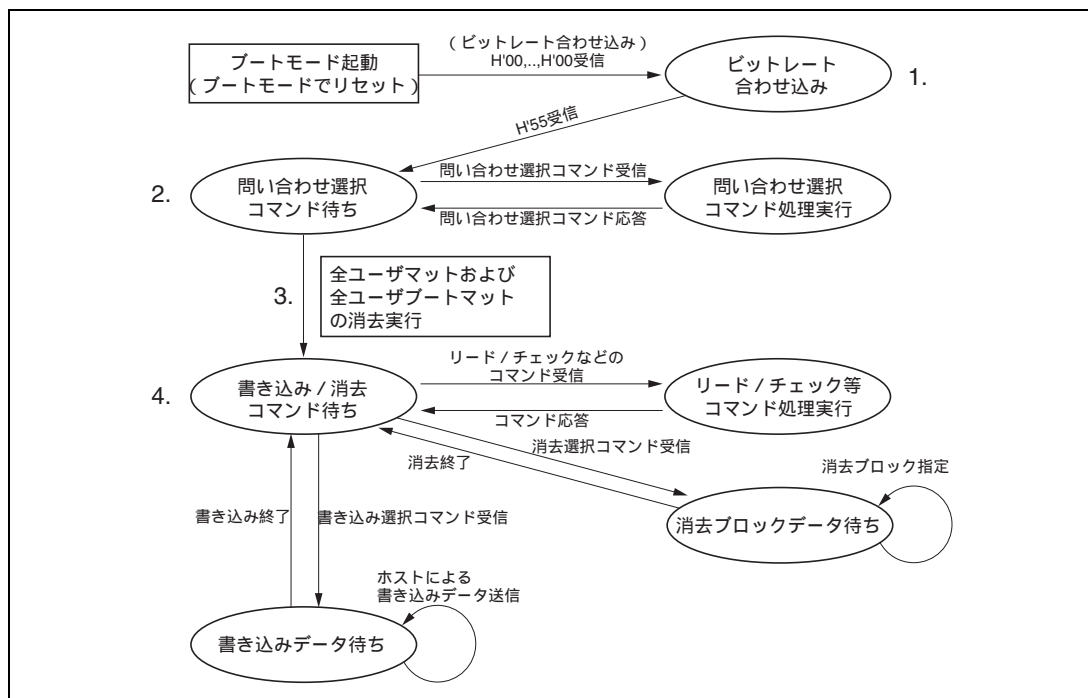 ブートモード起動
(ブートモードでリセット)
(ビットレート合わせ込み)
H'00,..,H'00受信
ビットレート
合わせ込み
1.
H'55受信
2.
問い合わせ選択
コマンド待ち
問い合わせ選択コマンド受信
問い合わせ選択コマンド応答
問い合わせ選択
コマンド処理実行
3.
全ユーザマットおよび
全ユーザブートマット
の消去実行
4.
書き込み / 消去
コマンド待ち
リード / チェックなどの
コマンド受信
コマンド応答
リード / チェック等
コマンド処理実行
消去選択コマンド受信
消去終了
消去ブロック指定
消去ブロックデータ待ち
書き込み終了
書き込み選択コマンド受信
ホストによる
書き込みデータ送信
書き込みデータ待ち